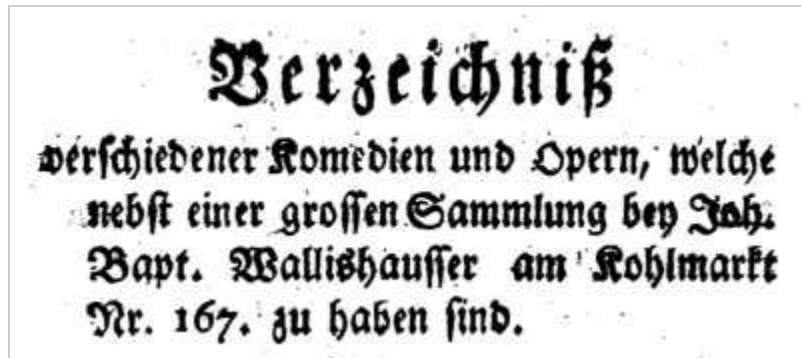 Verzeichniß
verschiedener Komedien und Opern, welche
nebst einer grossen Sammlung bey Joh.
Bapt. Wallishausser am Kohlmarkt
Nr. 167. zu haben sind.